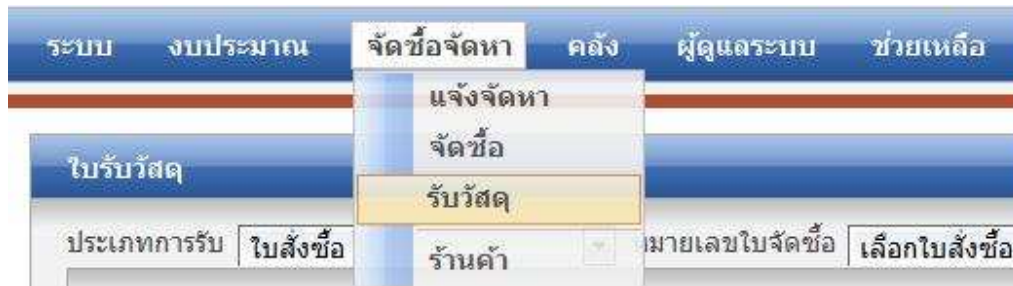 ระบบ งบประมาณ จัดซื้อจัดหา คลัง ผู้ดูแลระบบ ช่วยเหลือ
แจ้งจัดหา
จัดซื้อ
ใบรับวัสดุ
รับวัสดุ
ประเภทการรับ ใบสั่งซื้อ มายเลขใบจัดซื้อ เลือกใบสั่งซื้อ
ร้านค้า